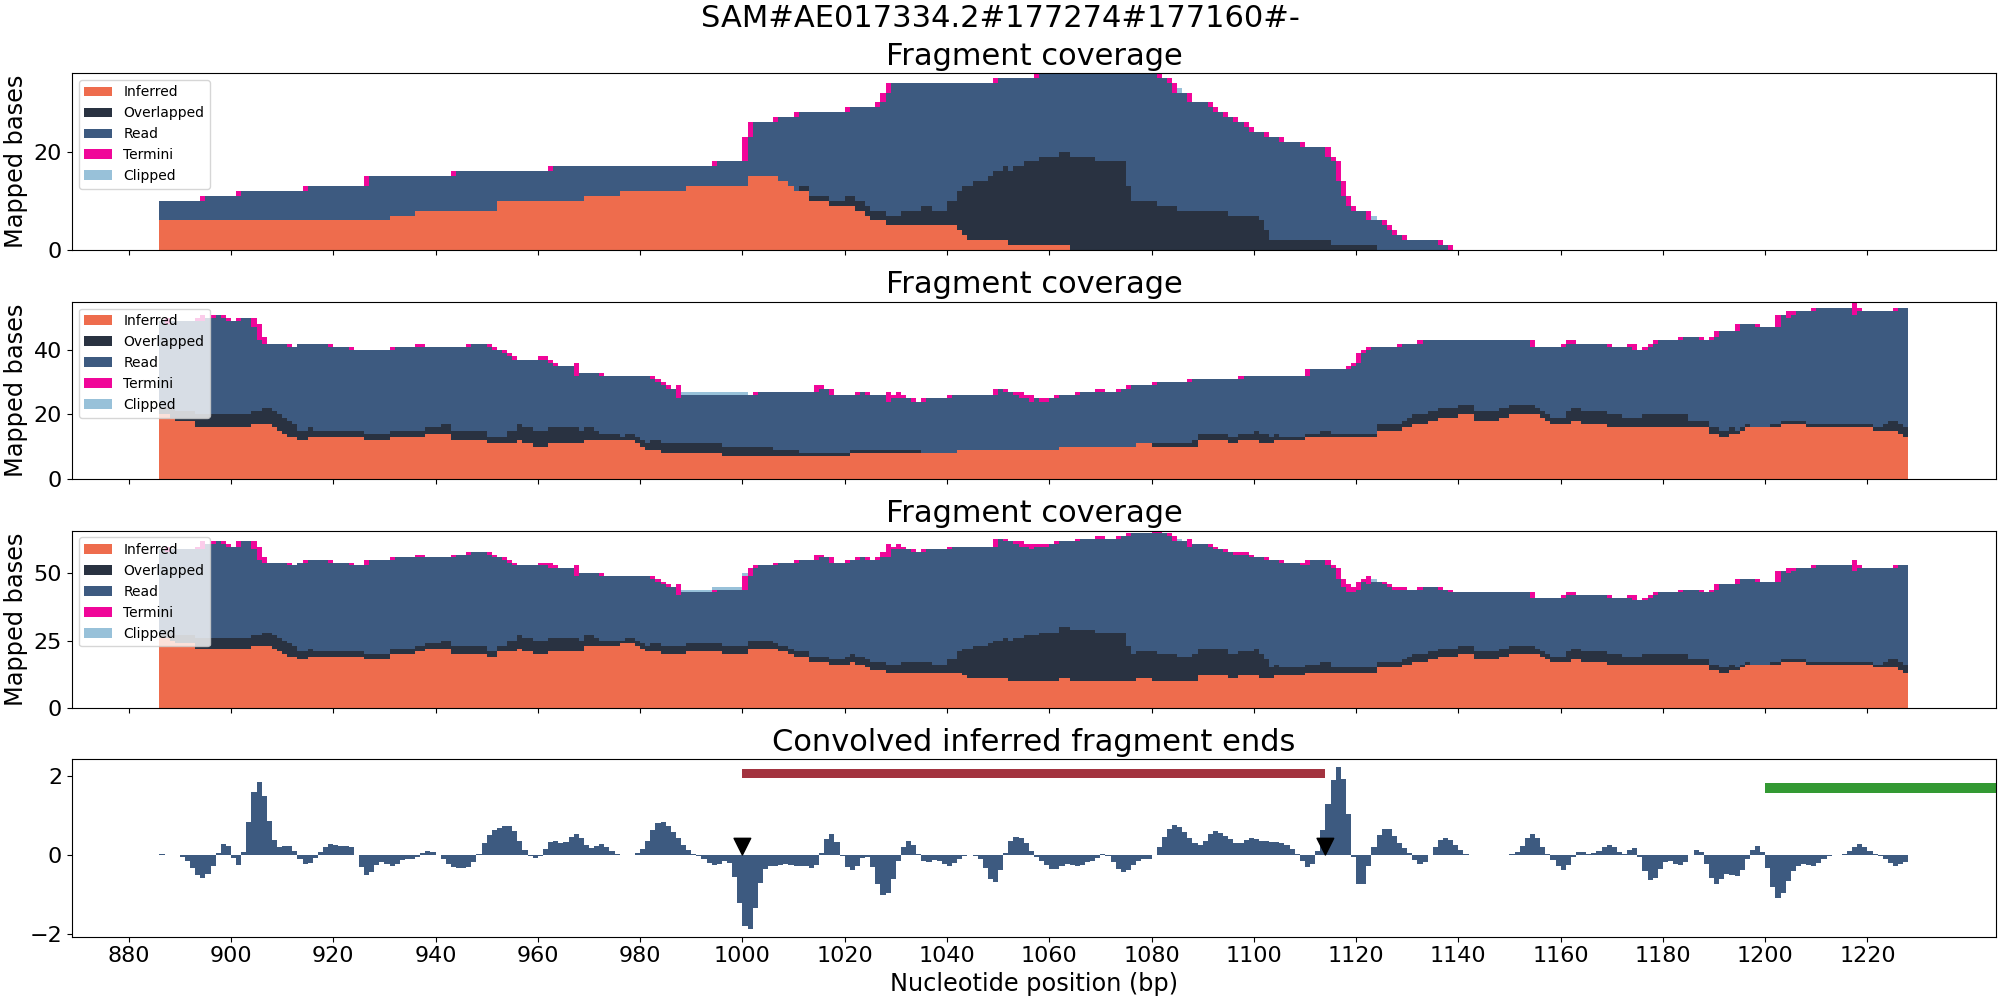 SAM#AE017334.2#177274#177160#-
Fragment coverage
Mapped bases
20
0
Inferred
Overlapped
Read
Termini
Clipped
Fragment coverage
Mapped bases
40
20
0
Inferred
Overlapped
Read
Termini
Clipped
Fragment coverage
Mapped bases
50
25
0
Inferred
Overlapped
Read
Termini
Clipped
Convolved inferred fragment ends
2
0
−2
880 900 920 940 960 980 1000 1020 1040 1060 1080 1100 1120 1140 1160 1180 1200 1220
Nucleotide position (bp)